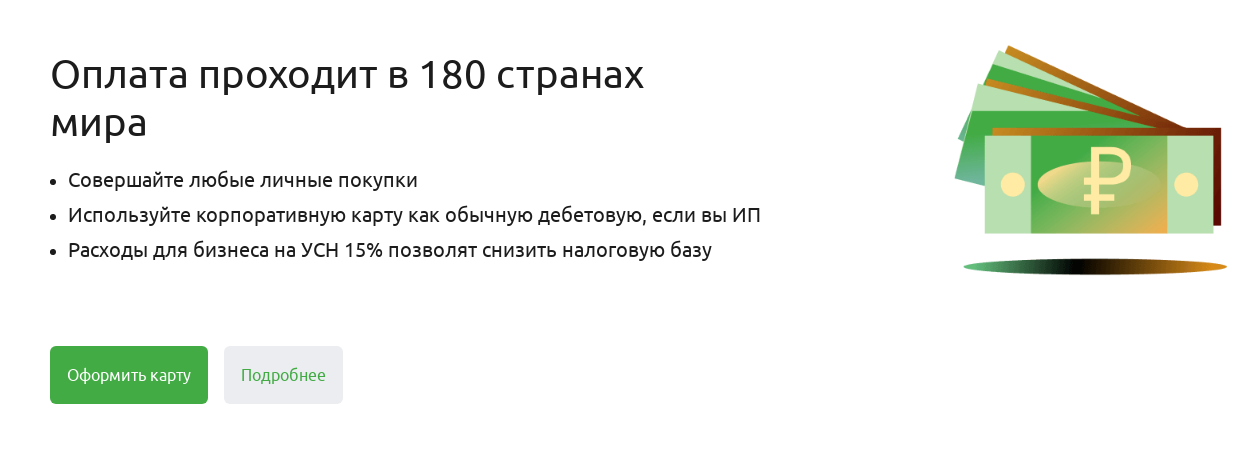 Оплата проходит в 180 странах
мира
Совершайте любые личные покупки
Используйте корпоративную карту как обычную дебетовую, если вы ИП
Расходы для бизнеса на УСН 15% позволят снизить налоговую базу
₽
Оформить карту
Подробнее